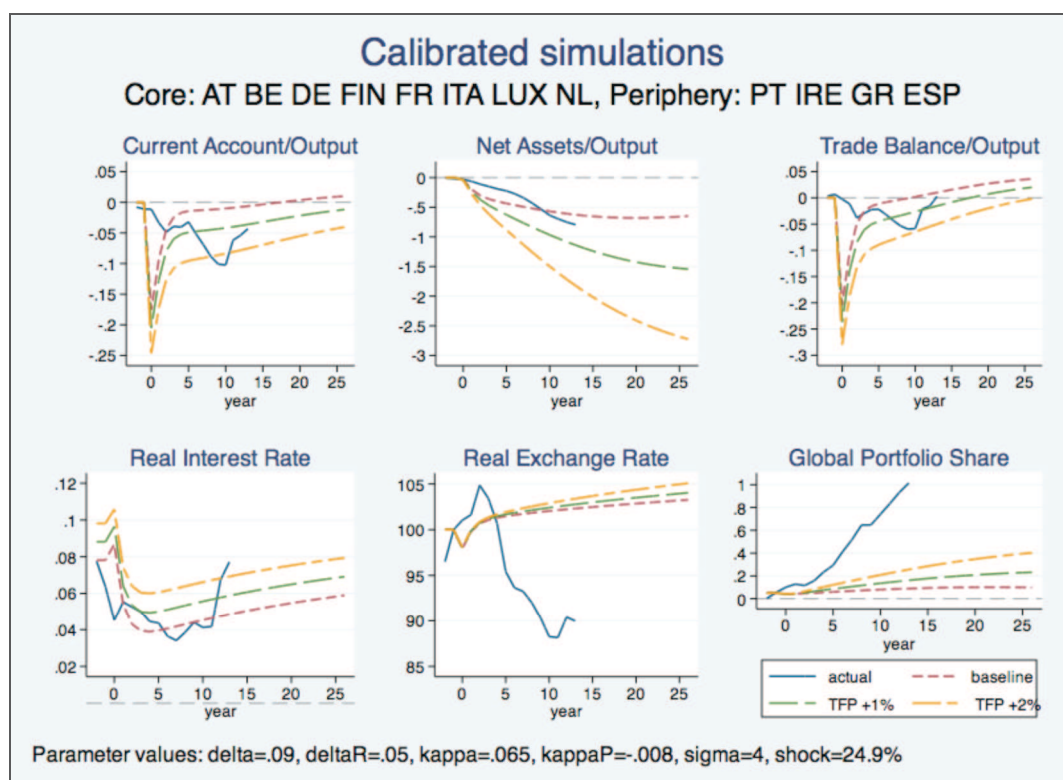 Calibrated simulations
Core: AT BE DE FIN FR ITA LUX NL, Periphery: PT IRE GR ESP
Current Account/Output
.05
0
-.05
-.1
-.15
-.2
-.25
0 5 10 15 20 25
year
Net Assets/Output
0
-.5
-1
-1.5
-2
-2.5
-3
0 5 10 15 20 25
year
Trade Balance/Output
.05
0
-.05
-.1
-.15
-.2
-.25
-.3
0 5 10 15 20 25
year
Real Interest Rate
.12
.1
.08
.06
.04
.02
0 5 10 15 20 25
year
Real Exchange Rate
105
100
95
90
85
0 5 10 15 20 25
year
Global Portfolio Share
1
.8
.6
.4
.2
0
0 5 10 15 20 25
year
actual baseline
TFP +1% TFP +2%
Parameter values: delta=.09, deltaR=.05, kappa=.065, kappaP=-.008, sigma=4, shock=24.9%